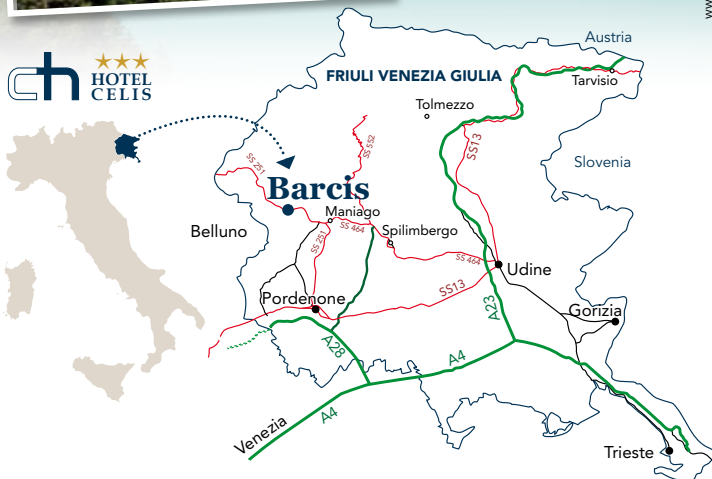 www
Austria
HOTEL
CELIS
FRIULI VENEZIA GIULIA
Tarvisio
Tolmezzo
SS13
SS 552
Slovenia
SS 251
Barcis
Maniago
SS 464
Spilimbergo
Belluno
SS 251
SS 464
Udine
Pordenone
SS13
A23
Gorizia
A28
A4
Venezia
A4
Trieste